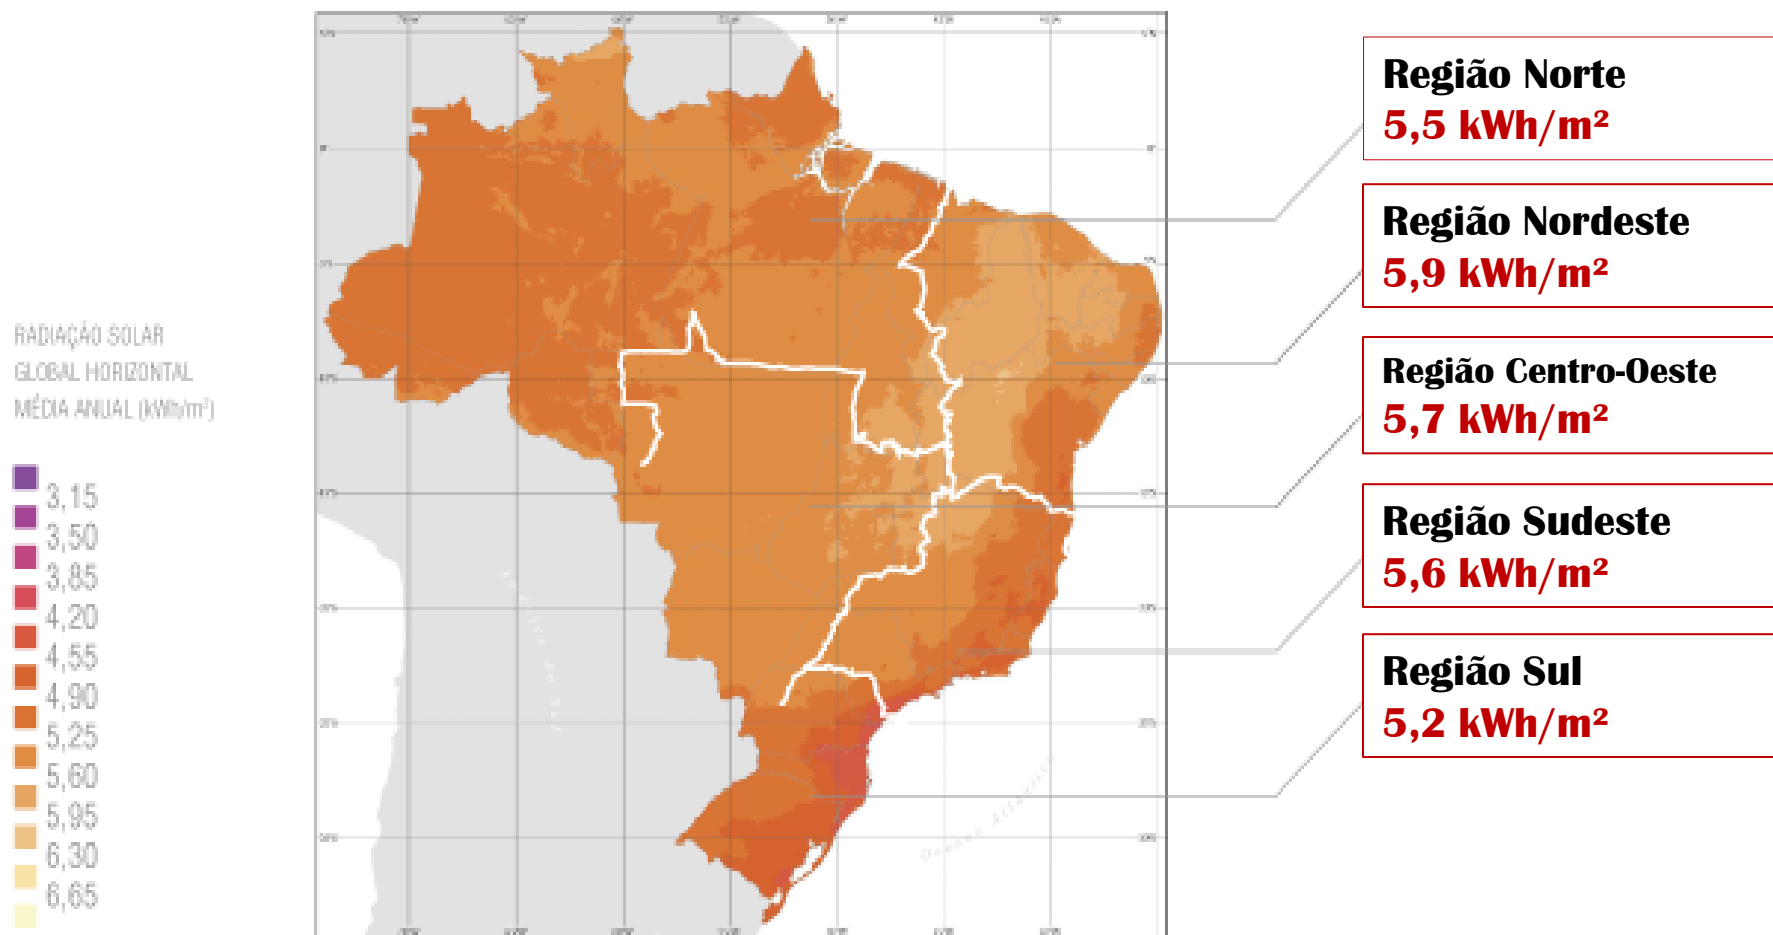 Região Norte
5,5 kWh/m²
Região Nordeste
5,9 kWh/m²
Região Centro-Oeste
5,7 kWh/m²
Região Sudeste
5,6 kWh/m²
Região Sul
5,2 kWh/m²
RADIAÇÃO SOLAR
GLOBAL HORIZONTAL
MÉDIA ANUAL (kWh/m²)
3,15
3,50
3,85
4,20
4,55
4,90
5,25
5,60
5,95
6,30
6,65
Oceano Atlântico